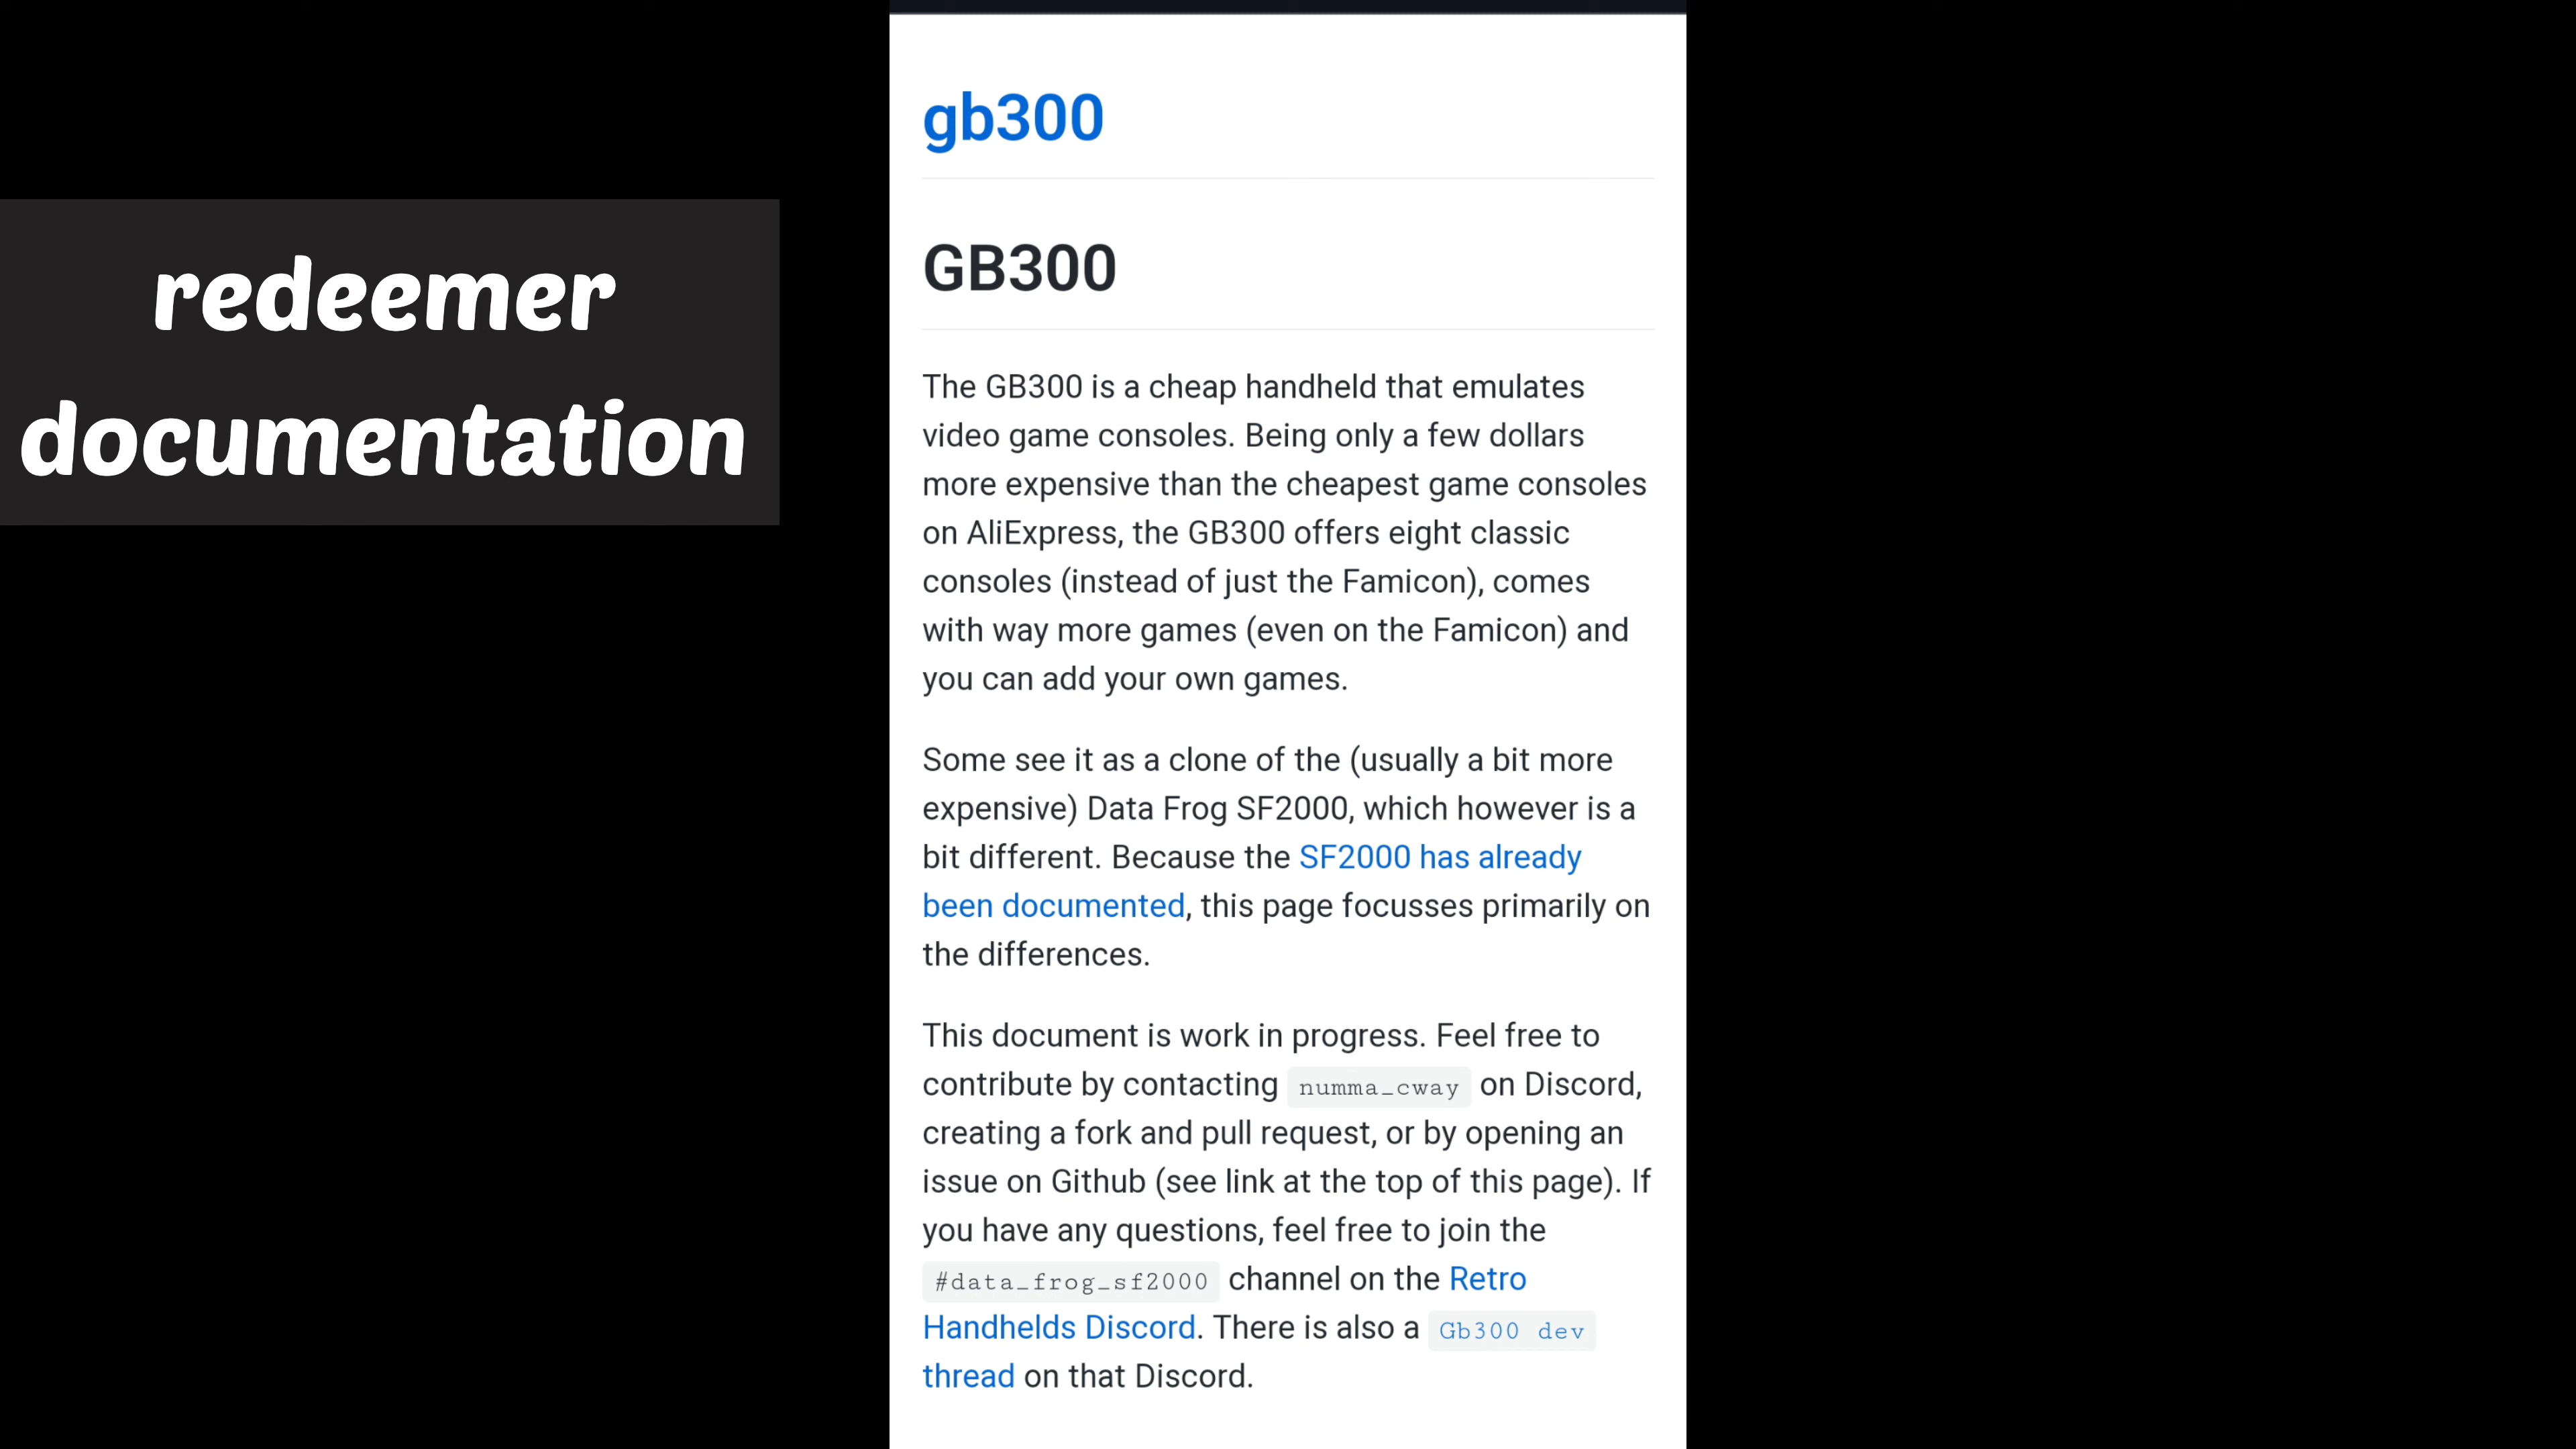 redeemer
documentation
gb300
GB300
The GB300 is a cheap handheld that emulates
video game consoles. Being only a few dollars
more expensive than the cheapest game consoles
on AliExpress, the GB300 offers eight classic
consoles (instead of just the Famicon), comes
with way more games (even on the Famicon) and
you can add your own games.
Some see it as a clone of the (usually a bit more
expensive) Data Frog SF2000, which however is a
bit different. Because the SF2000 has already
been documented, this page focusses primarily on
the differences.
This document is work in progress. Feel free to
contribute by contacting numma_cway on Discord,
creating a fork and pull request, or by opening an
issue on Github (see link at the top of this page). If
you have any questions, feel free to join the
#data_frog_sf2000 channel on the Retro
Handhelds Discord. There is also a Gb300 dev
thread on that Discord.